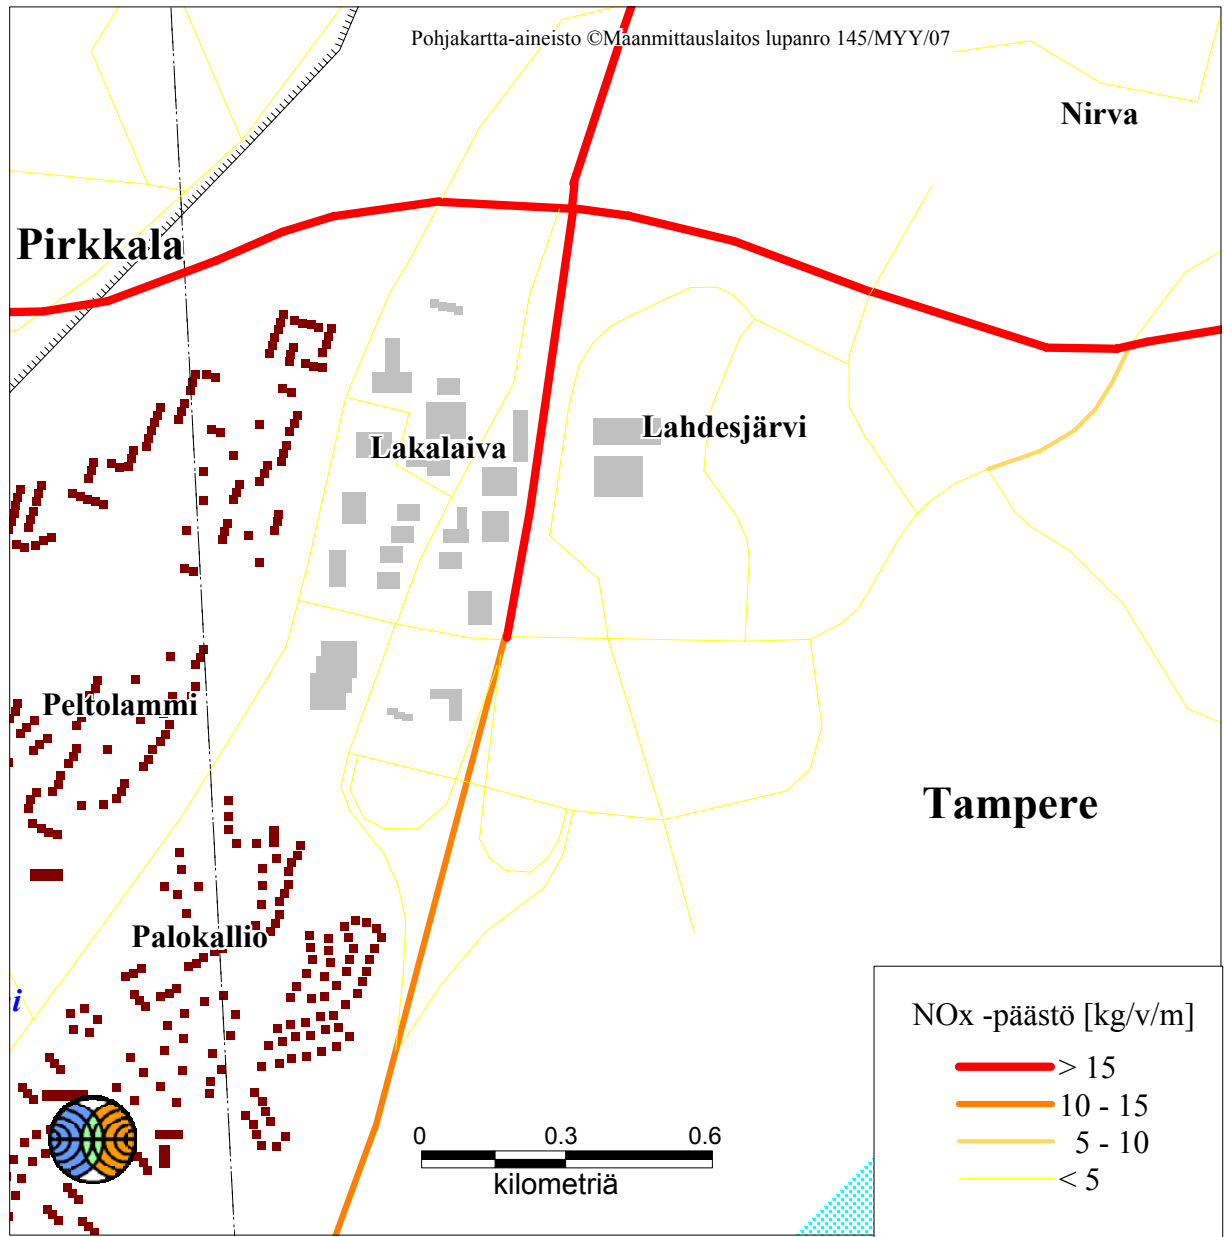 Pohjakartta-aineisto ©Maanmittauslaitos lupanro 145/MYY/07
Nirva
Pirkkala
Lahdesjärvi
Lakalaiva
Peltolammi
Tampere
Palokallio
i
NOx -päästö [kg/v/m]
> 15
10 - 15
5 - 10
< 5
0 0.3 0.6
kilometriä